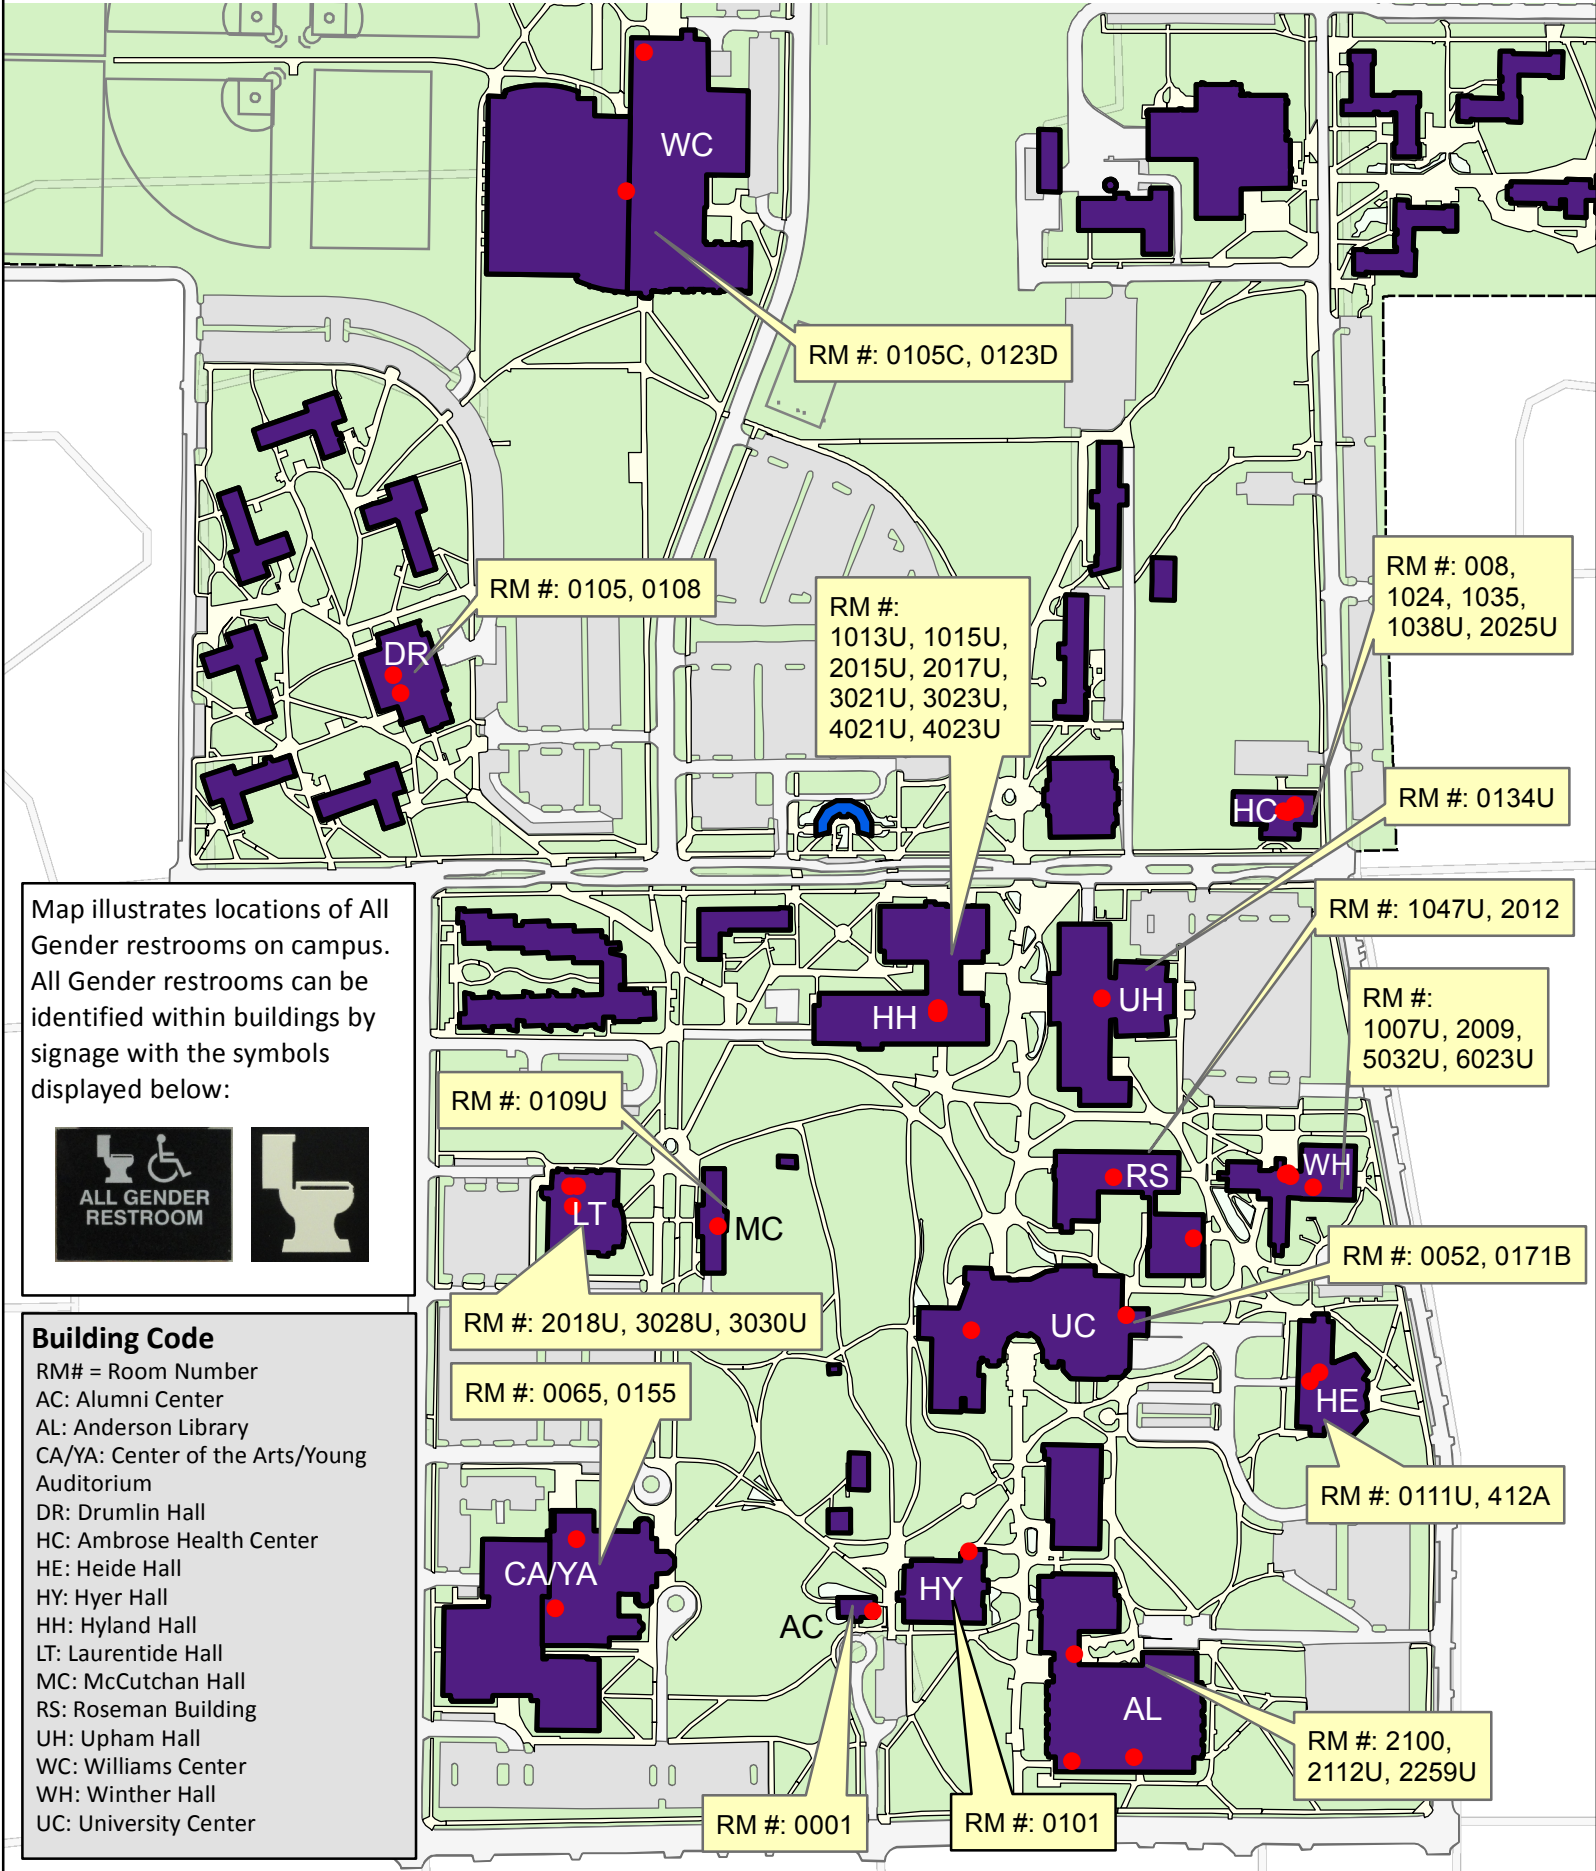 WC
RM #: 0105C, 0123D
RM #: 0105, 0108
DR
RM #:
1013U, 1015U,
2015U, 2017U,
3021U, 3023U,
4021U, 4023U
RM #: 008,
1024, 1035,
1038U, 2025U
HC
RM #: 0134U
RM #: 1047U, 2012
RM #:
1007U, 2009,
5032U, 6023U
HH
UH
Map illustrates locations of All
Gender restrooms on campus.
All Gender restrooms can be
identified within buildings by
signage with the symbols
displayed below:
ALL GENDER
RESTROOM
RM #: 0109U
LT
MC
RS
WH
RM #: 0052, 0171B
RM #: 2018U, 3028U, 3030U
UC
RM #: 0065, 0155
HE
RM #: 0111U, 412A
CA/YA
AC
HY
AL
RM #: 2100,
2112U, 2259U
RM #: 0001
RM #: 0101
Building Code
RM# = Room Number
AC: Alumni Center
AL: Anderson Library
CA/YA: Center of the Arts/Young
Auditorium
DR: Drumlin Hall
HC: Ambrose Health Center
HE: Heide Hall
HY: Hyer Hall
HH: Hyland Hall
LT: Laurentide Hall
MC: McCutchan Hall
RS: Roseman Building
UH: Upham Hall
WC: Williams Center
WH: Winther Hall
UC: University Center